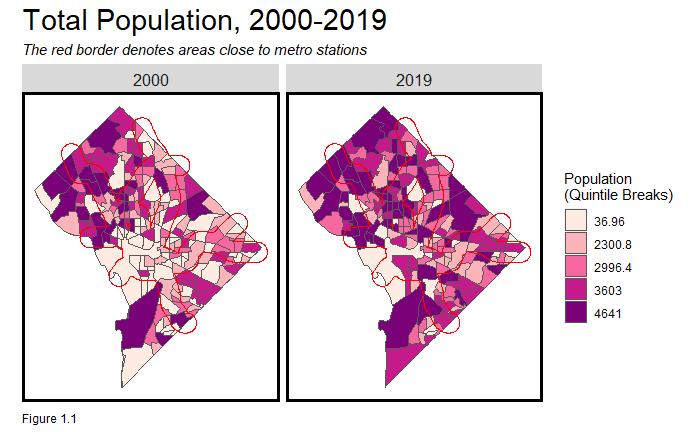 Total Population, 2000-2019
The red border denotes areas close to metro stations
2000
2019
Population
(Quintile Breaks)
36.96
2300.8
2996.4
3603
4641
Figure 1.1